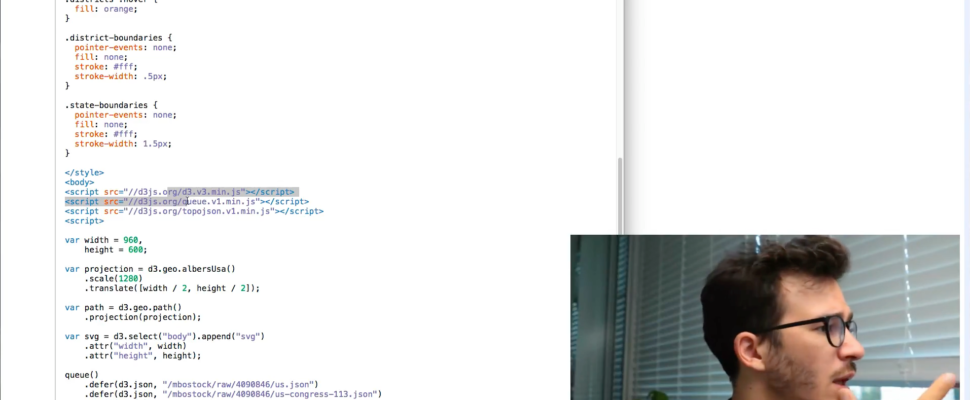 fill: orange;
}
.district-boundaries {
pointer-events: none;
fill: none;
stroke: #fff;
stroke-width: .5px;
}
.state-boundaries {
pointer-events: none;
fill: none;
stroke: #fff;
stroke-width: 1.5px;
}
</style>
<body>
<script src="//d3js.org/d3.v3.min.js"></script>
<script src="//d3js.org/queue.v1.min.js"></script>
<script src="//d3js.org/topojson.v1.min.js"></script>
<script>
var width = 960,
height = 600;
var projection = d3.geo.albersUsa()
.scale(1280)
.translate([width / 2, height / 2]);
var path = d3.geo.path()
.projection(projection);
var svg = d3.select("body").append("svg")
.attr("width", width)
.attr("height", height);
queue()
.defer(d3.json, "/mbostock/raw/4090846/us.json")
.defer(d3.json, "/mbostock/raw/4090846/us-congress-113.json")